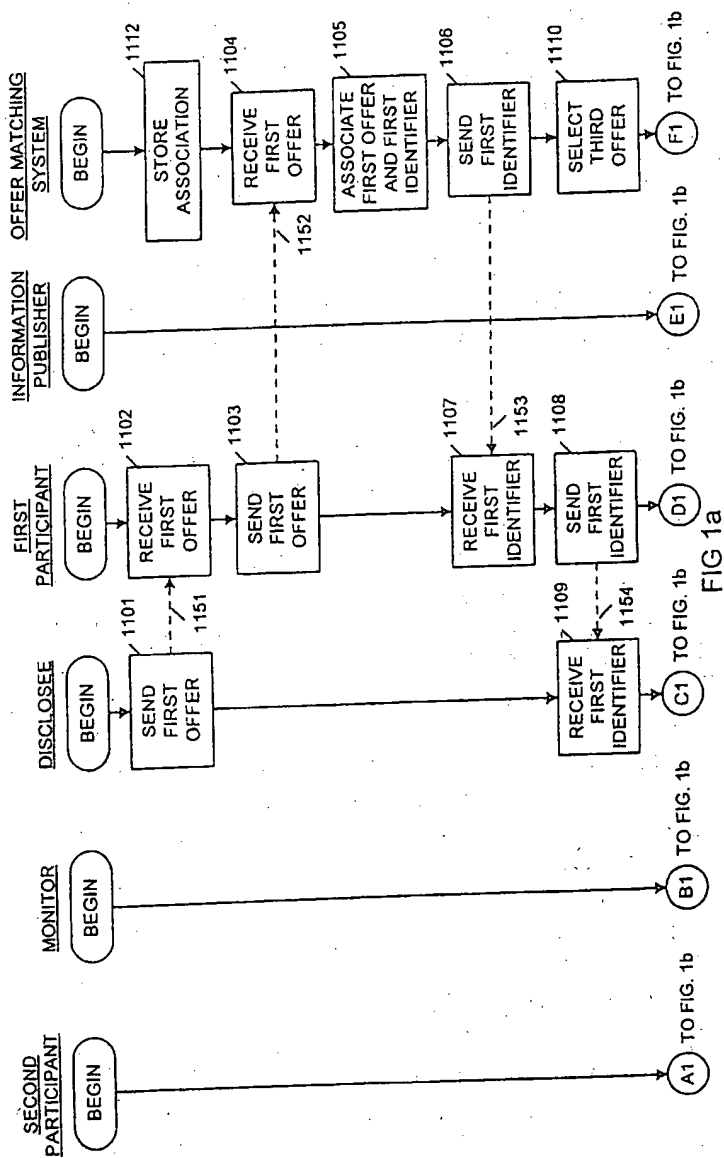 SECOND
PARTICIPANT
BEGIN
A1
TO FIG. 1b
MONITOR
BEGIN
B1
TO FIG. 1b
DISCLOSEE
BEGIN
1101
SEND
FIRST
OFFER
1151
1109
RECEIVE
FIRST
IDENTIFIER
1154
C1
TO FIG. 1b
FIRST
PARTICIPANT
BEGIN
1102
RECEIVE
FIRST
OFFER
1103
SEND
FIRST
OFFER
1107
RECEIVE
FIRST
IDENTIFIER
1153
1108
SEND
FIRST
IDENTIFIER
D1
TO FIG. 1b
INFORMATION
PUBLISHER
BEGIN
E1
TO FIG. 1b
OFFER MATCHING
SYSTEM
BEGIN
1112
STORE
ASSOCIATION
1104
RECEIVE
FIRST
OFFER
1152
1105
ASSOCIATE
FIRST OFFER
AND FIRST
IDENTIFIER
1106
SEND
FIRST
IDENTIFIER
1110
SELECT
THIRD
OFFER
F1
TO FIG. 1b
FIG 1a